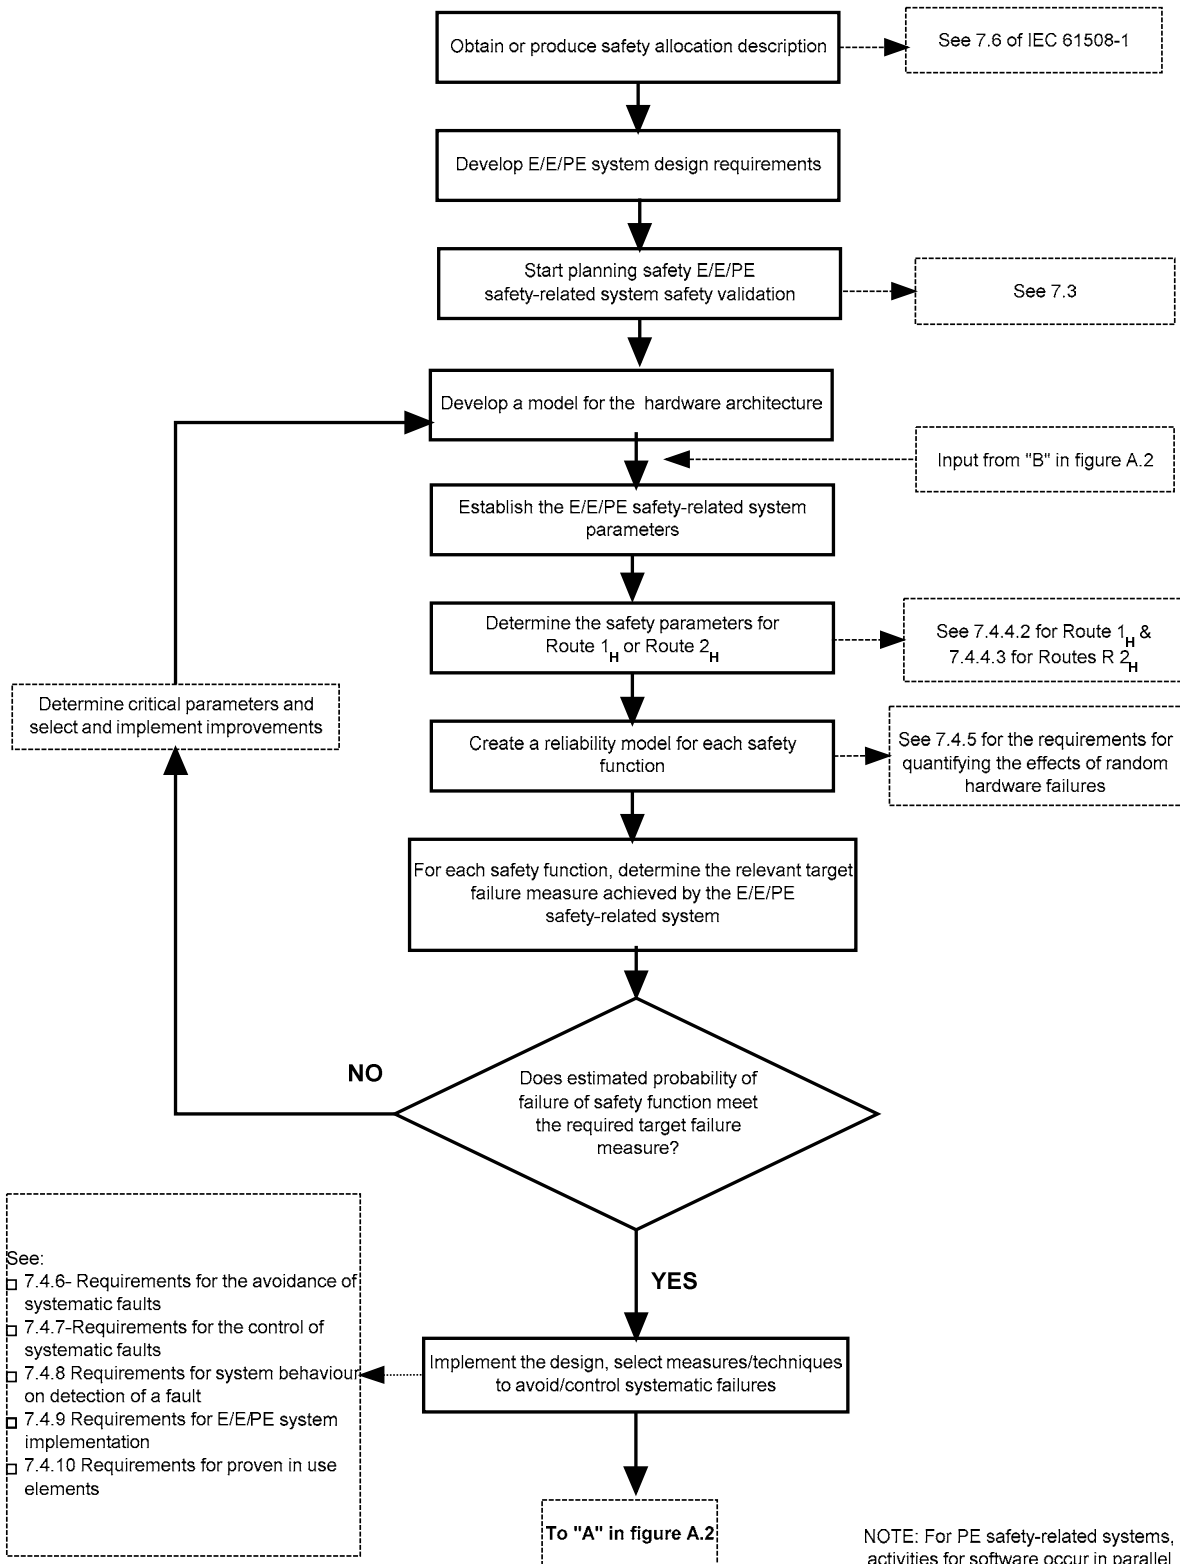 Obtain or produce safety allocation description
See 7.6 of IEC 61508-1
Develop E/E/PE system design requirements
Start planning safety E/E/PE
safety-related system safety validation
See 7.3
Develop a model for the hardware architecture
Input from "B" in figure A.2
Establish the E/E/PE safety-related system
parameters
Determine the safety parameters for
Route 1H or Route 2H
See 7.4.4.2 for Route 1H &
7.4.4.3 for Routes R 2H
Determine critical parameters and
select and implement improvements
Create a reliability model for each safety
function
See 7.4.5 for the requirements for
quantifying the effects of random
hardware failures
For each safety function, determine the relevant target
failure measure achieved by the E/E/PE
safety-related system
NO
Does estimated probability of
failure of safety function meet
the required target failure
measure?
YES
See:
7.4.6- Requirements for the avoidance of
systematic faults
7.4.7-Requirements for the control of
systematic faults
7.4.8 Requirements for system behaviour
on detection of a fault
7.4.9 Requirements for E/E/PE system
implementation
7.4.10 Requirements for proven in use
elements
Implement the design, select measures/techniques
to avoid/control systematic failures
To "A" in figure A.2
NOTE: For PE safety-related systems,
activities for software occur in parallel